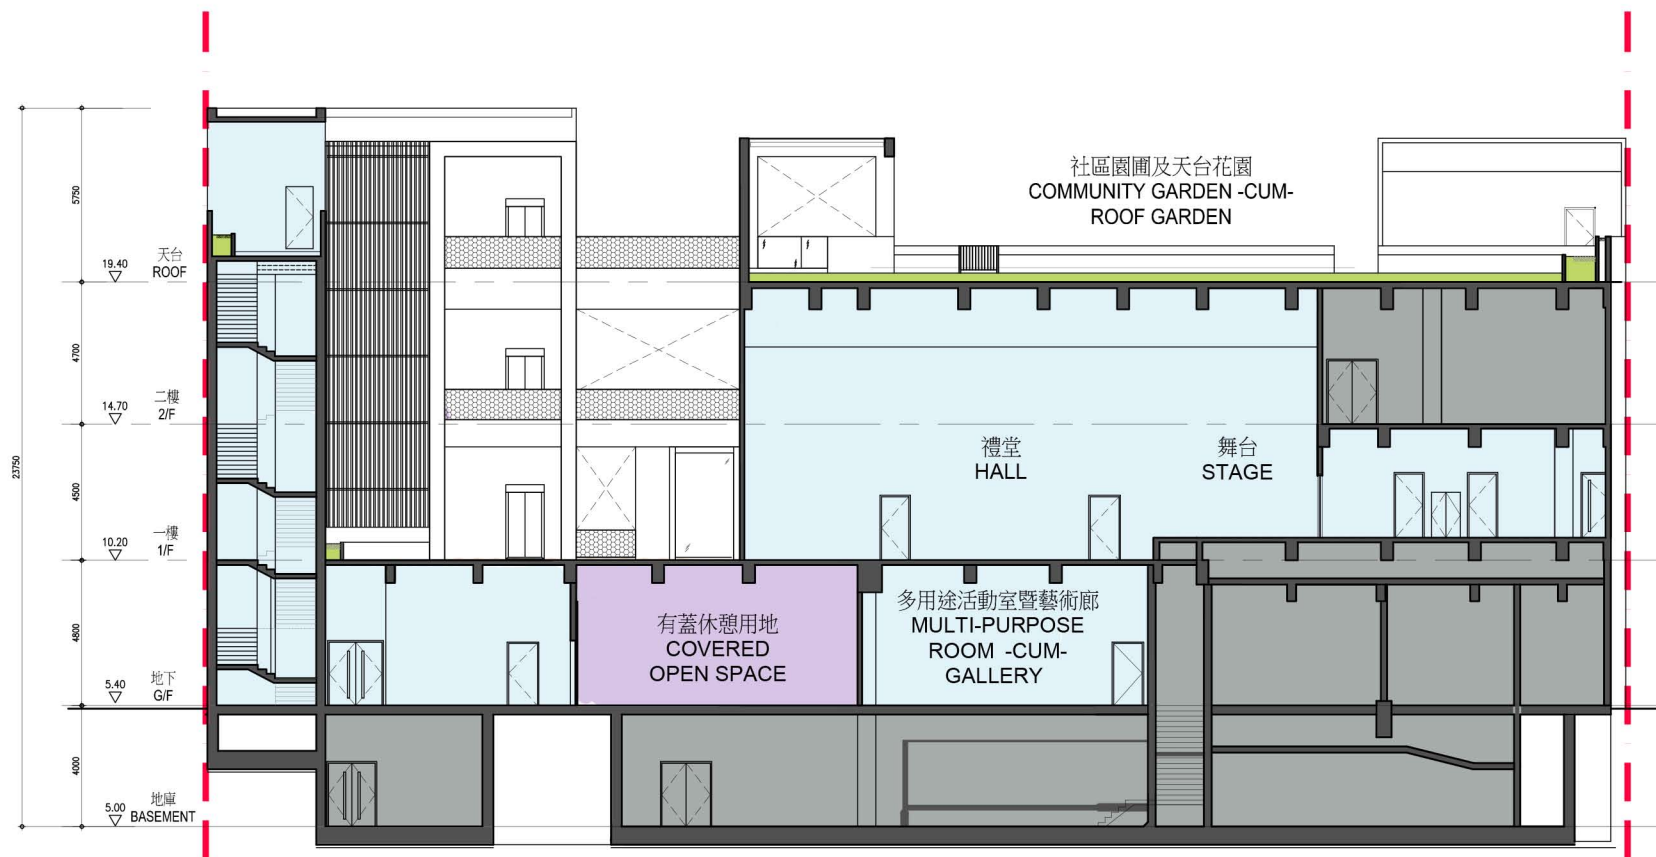 社區園圃及天台花園
COMMUNITY GARDEN -CUM-
ROOF GARDEN
5750
天台
19.40
ROOF
4700
二樓
14.70
2/F
23750
禮堂
HALL
舞台
STAGE
4500
一樓
10.20
1/F
4800
有蓋休憩用地
COVERED
OPEN SPACE
多用途活動室暨藝術廊
MULTI-PURPOSE
ROOM -CUM-
GALLERY
地下
5.40
G/F
4000
地庫
5.00
BASEMENT